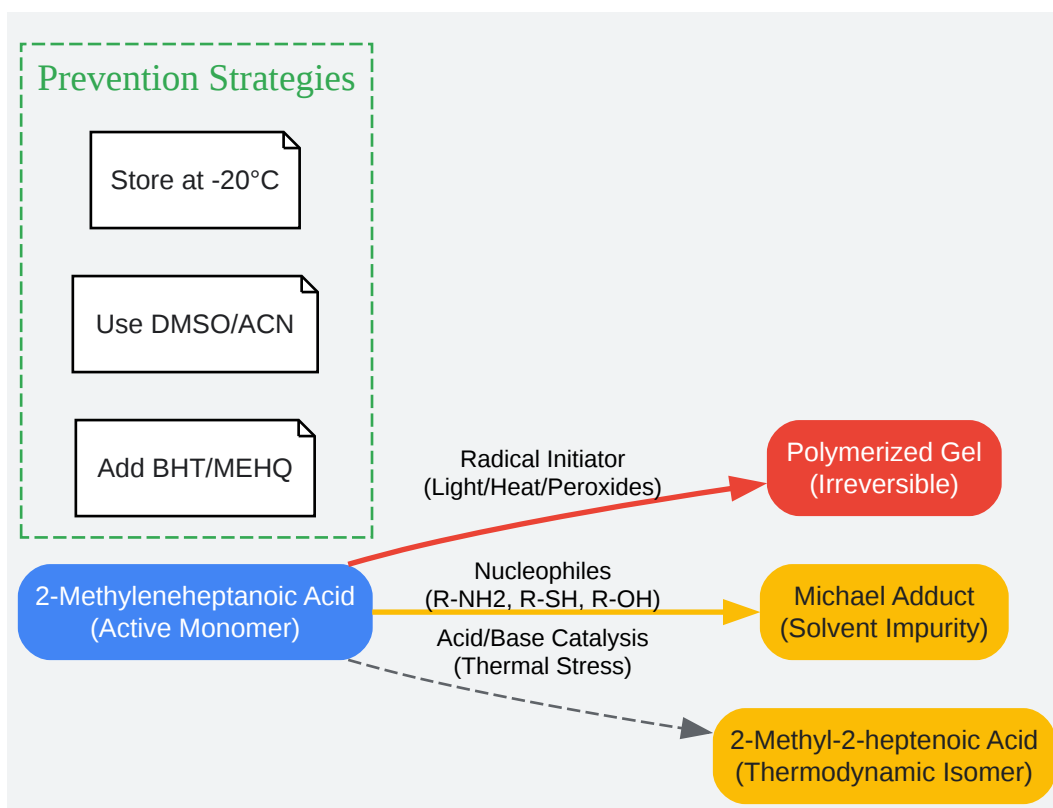 Prevention Strategies
Store at -20°C
Use DMSO/ACN
Add BHT/MEHQ
2-Methyleneheptanoic Acid
(Active Monomer)
Radical Initiator
(Light/Heat/Peroxides)
Polymerized Gel
(Irreversible)
Nucleophiles
(R-NH2, R-SH, R-OH)
Michael Adduct
(Solvent Impurity)
Acid/Base Catalysis
(Thermal Stress)
2-Methyl-2-heptenoic Acid
(Thermodynamic Isomer)